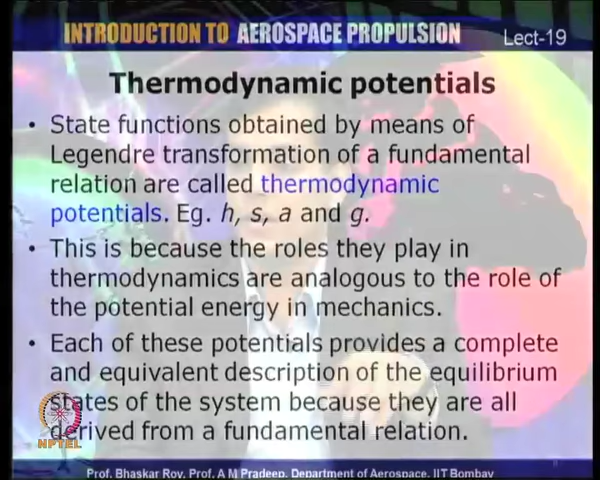 INTRODUCTION TO AEROSPACE PROPULSION
Lect-19
Thermodynamic potentials
• State functions obtained by means of
Legendre transformation of a fundamental
relation are called thermodynamic
potentials. Eg. h, s, a and g.
• This is because the roles they play in
thermodynamics are analogous to the role of
the potential energy in mechanics.
• Each of these potentials provides a complete
and equivalent description of the equilibrium
states of the system because they are all
derived from a fundamental relation.
NPTEL
Prof. Bhaskar Roy, Prof. A M Pradeep, Department of Aerospace, IIT Bombay